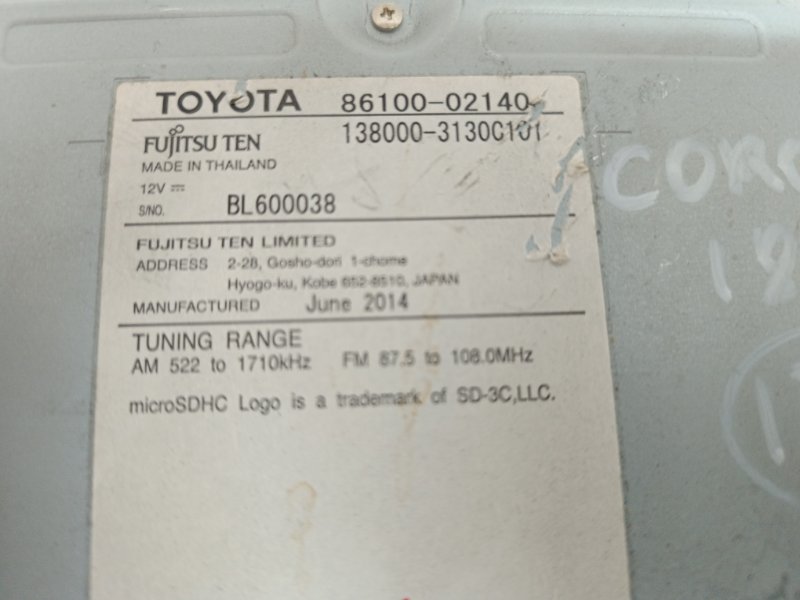 TOYOTA 86100-02140
FUJITSU TEN 138000-3130C101
MADE IN THAILAND
12V
S/NO. BL600038
FUJITSU TEN LIMITED
ADDRESS 2-28, Gosho-dori 1-chome
Hyogo-ku, Kobe 652-8510, JAPAN
MANUFACTURED June 2014
TUNING RANGE
AM 522 to 1710kHz FM 87.5 to 108.0MHz
microSDHC Logo is a trademark of SD-3C,LLC.